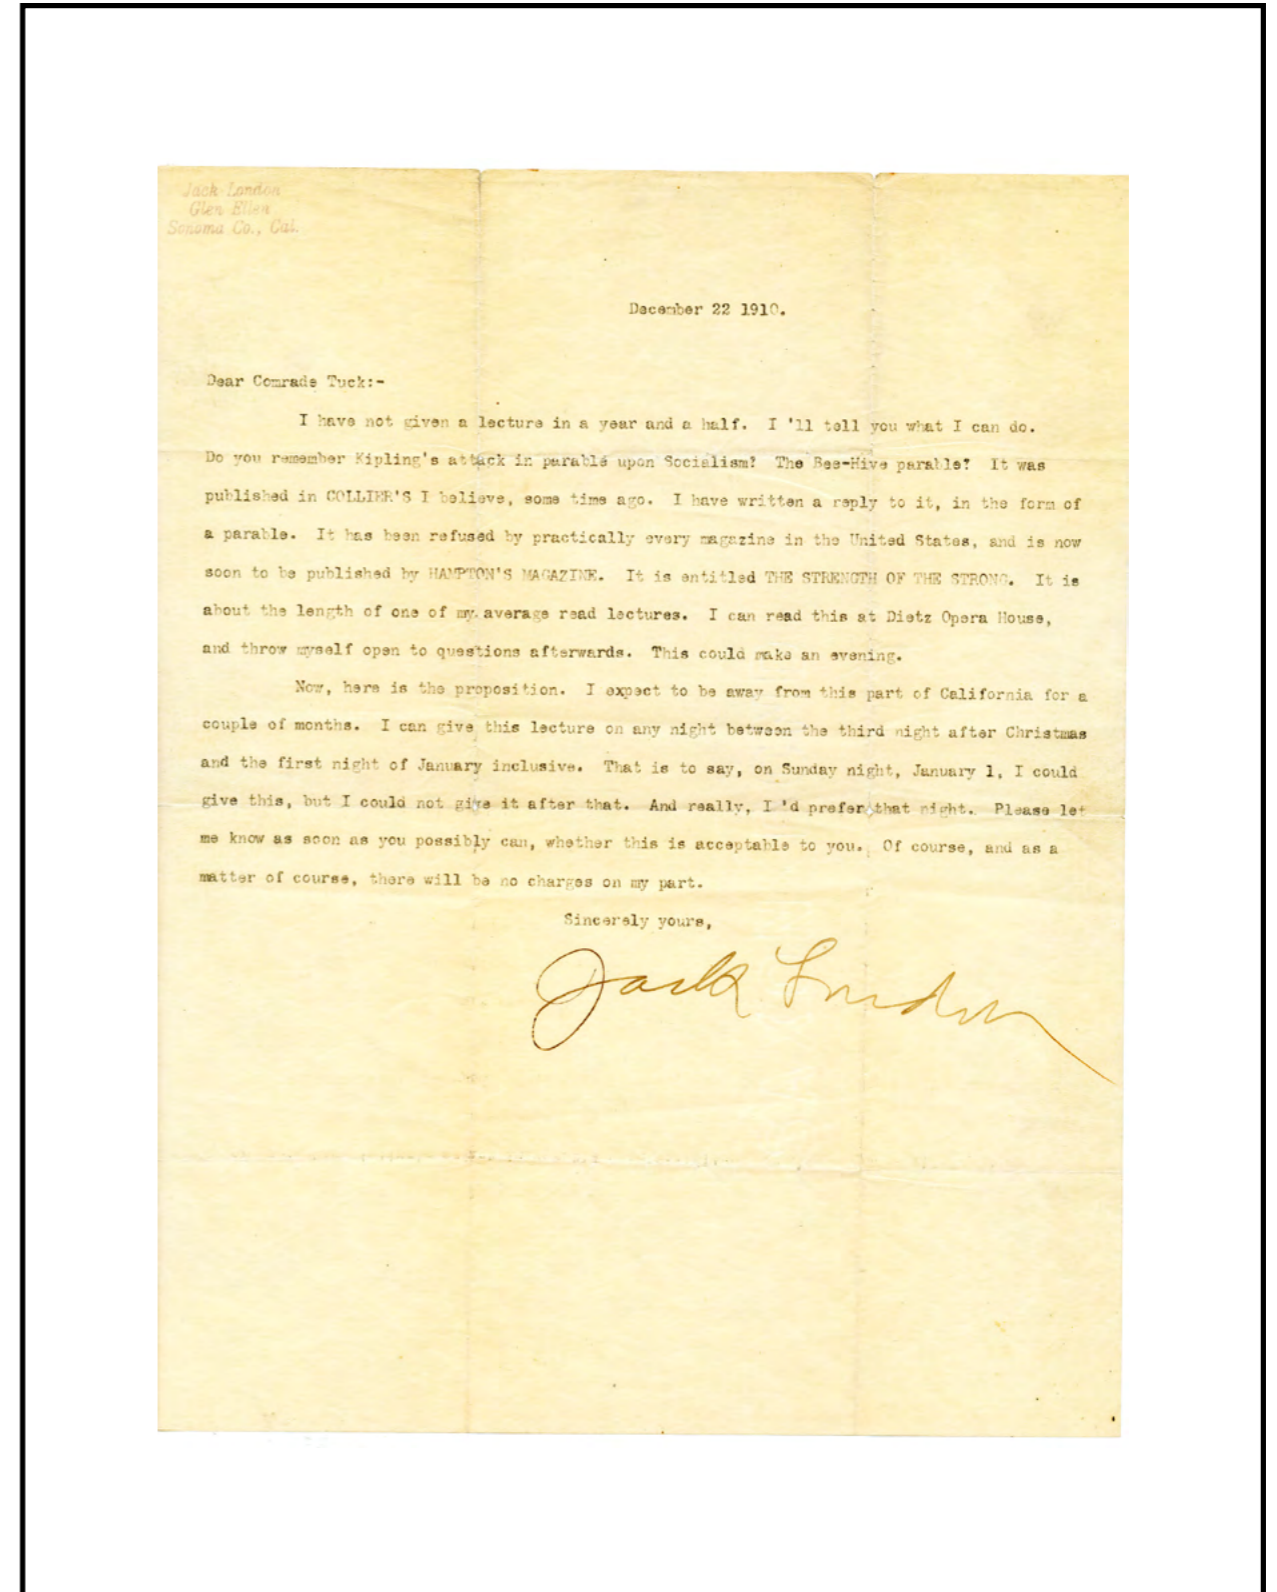 Jack London
Glen Ellen
Sonoma Co., Cal.
December 22 1910.
Dear Comrade Tuck:-
I have not given a lecture in a year and a half. I 'll tell you what I can do.
Do you remember Kipling's attack in parable upon Socialism? The Bee-Hive parable? It was
published in COLLIER'S I believe, some time ago. I have written a reply to it, in the form of
a parable. It has been refused by practically every magazine in the United States, and is now
soon to be published by HAMPTON'S MAGAZINE. It is entitled THE STRENGTH OF THE STRONG. It is
about the length of one of my average read lectures. I can read this at Dietz Opera House,
and throw myself open to questions afterwards. This could make an evening.
Now, here is the proposition. I expect to be away from this part of California for a
couple of months. I can give this lecture on any night between the third night after Christmas
and the first night of January inclusive. That is to say, on Sunday night, January 1, I could
give this, but I could not give it after that. And really, I 'd prefer that night. Please let
me know as soon as you possibly can, whether this is acceptable to you. Of course, and as a
matter of course, there will be no charges on my part.
Sincerely yours,
Jack London